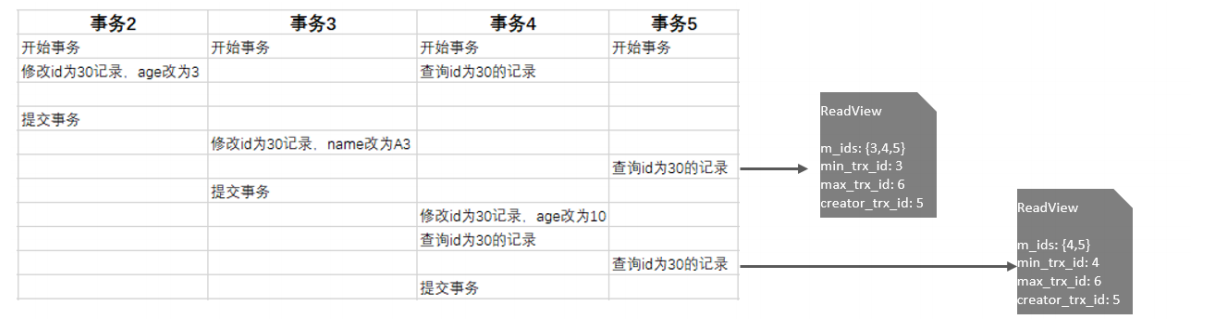 事务2 事务3 事务4 事务5
开始事务 开始事务 开始事务 开始事务
修改id为30记录，age改为3 查询id为30的记录
提交事务
修改id为30记录，name改为A3
查询id为30的记录
提交事务
修改id为30记录，age改为10
查询id为30的记录
查询id为30的记录
提交事务
ReadView
m_ids: {3,4,5}
min_trx_id: 3
max_trx_id: 6
creator_trx_id: 5
ReadView
m_ids: {4,5}
min_trx_id: 4
max_trx_id: 6
creator_trx_id: 5